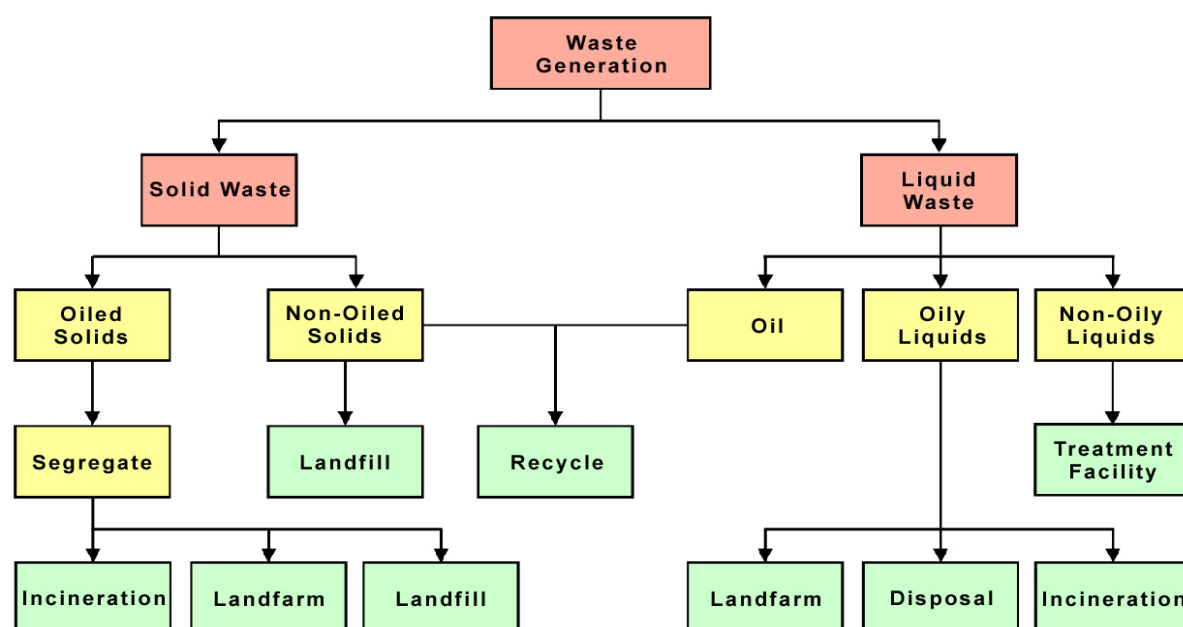 Waste
Generation
Solid Waste
Liquid
Waste
Oiled
Solids
Non-Oiled
Solids
Oil
Oily
Liquids
Non-Oily
Liquids
Segregate
Landfill
Recycle
Treatment
Facility
Incineration
Landfarm
Landfill
Landfarm
Disposal
Incineration